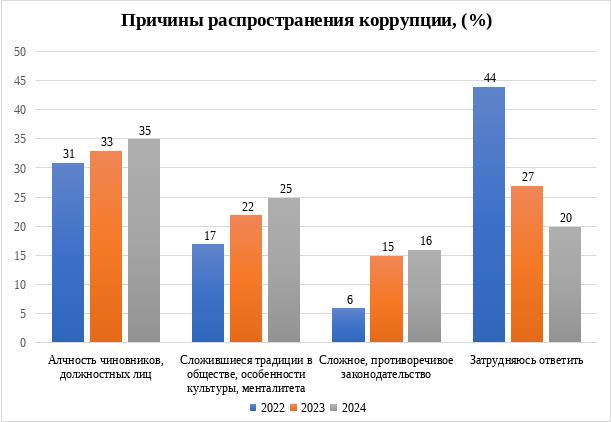 Причины распространения коррупции, (%)
50
45
40
35
30
25
20
15
10
5
0
31
33
35
17
22
25
6
15
16
44
27
20
Алчность чиновников,
должностных лиц
Сложившиеся традиции в
обществе, особенности
культуры, менталитета
Сложное, противоречивое
законодательство
Затрудняюсь ответить
2022 2023 2024